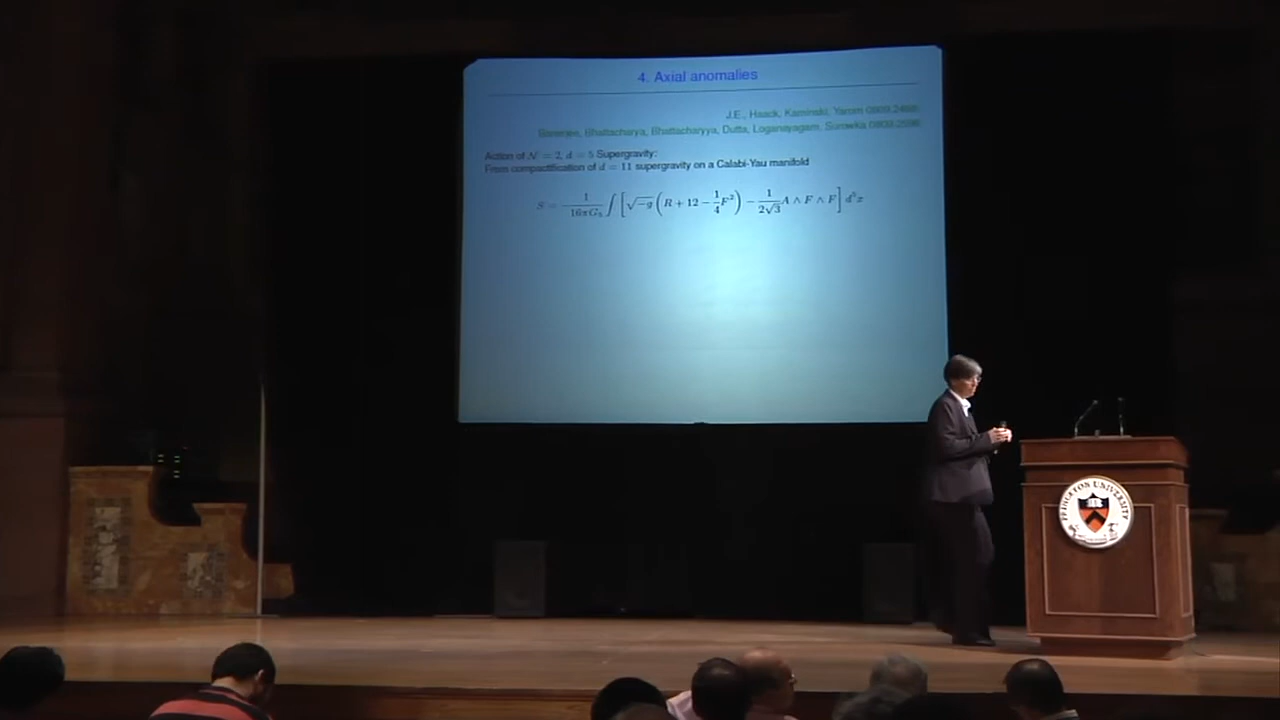 4. Axial anomalies
J.E., Haack, Kaminski, Yarom 0809.2488
Banerjee, Bhattacharya, Bhattacharyya, Dutta, Loganayagam, Surowka 0809.2596
Action of N = 2, d = 5 Supergravity:
From compactification of d = 11 supergravity on a Calabi-Yau manifold
S = −1/(16πG₅) ∫ [√−g (R + 12 − 1/4 F²) − 1/(2√3) A ∧ F ∧ F] d⁵x
PRINCETON UNIVERSITY